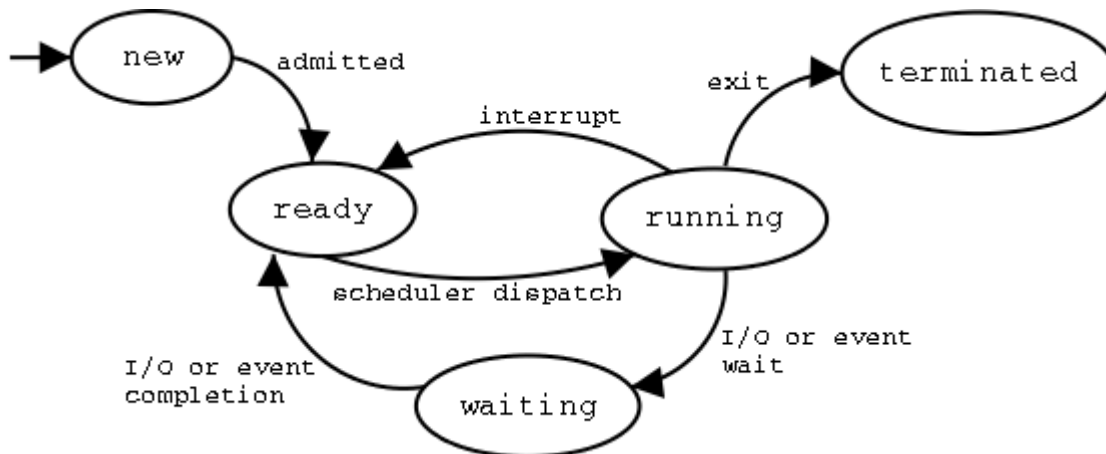 new
admitted
terminated
exit
interrupt
ready
running
scheduler dispatch
I/O or event
wait
I/O or event
completion
waiting